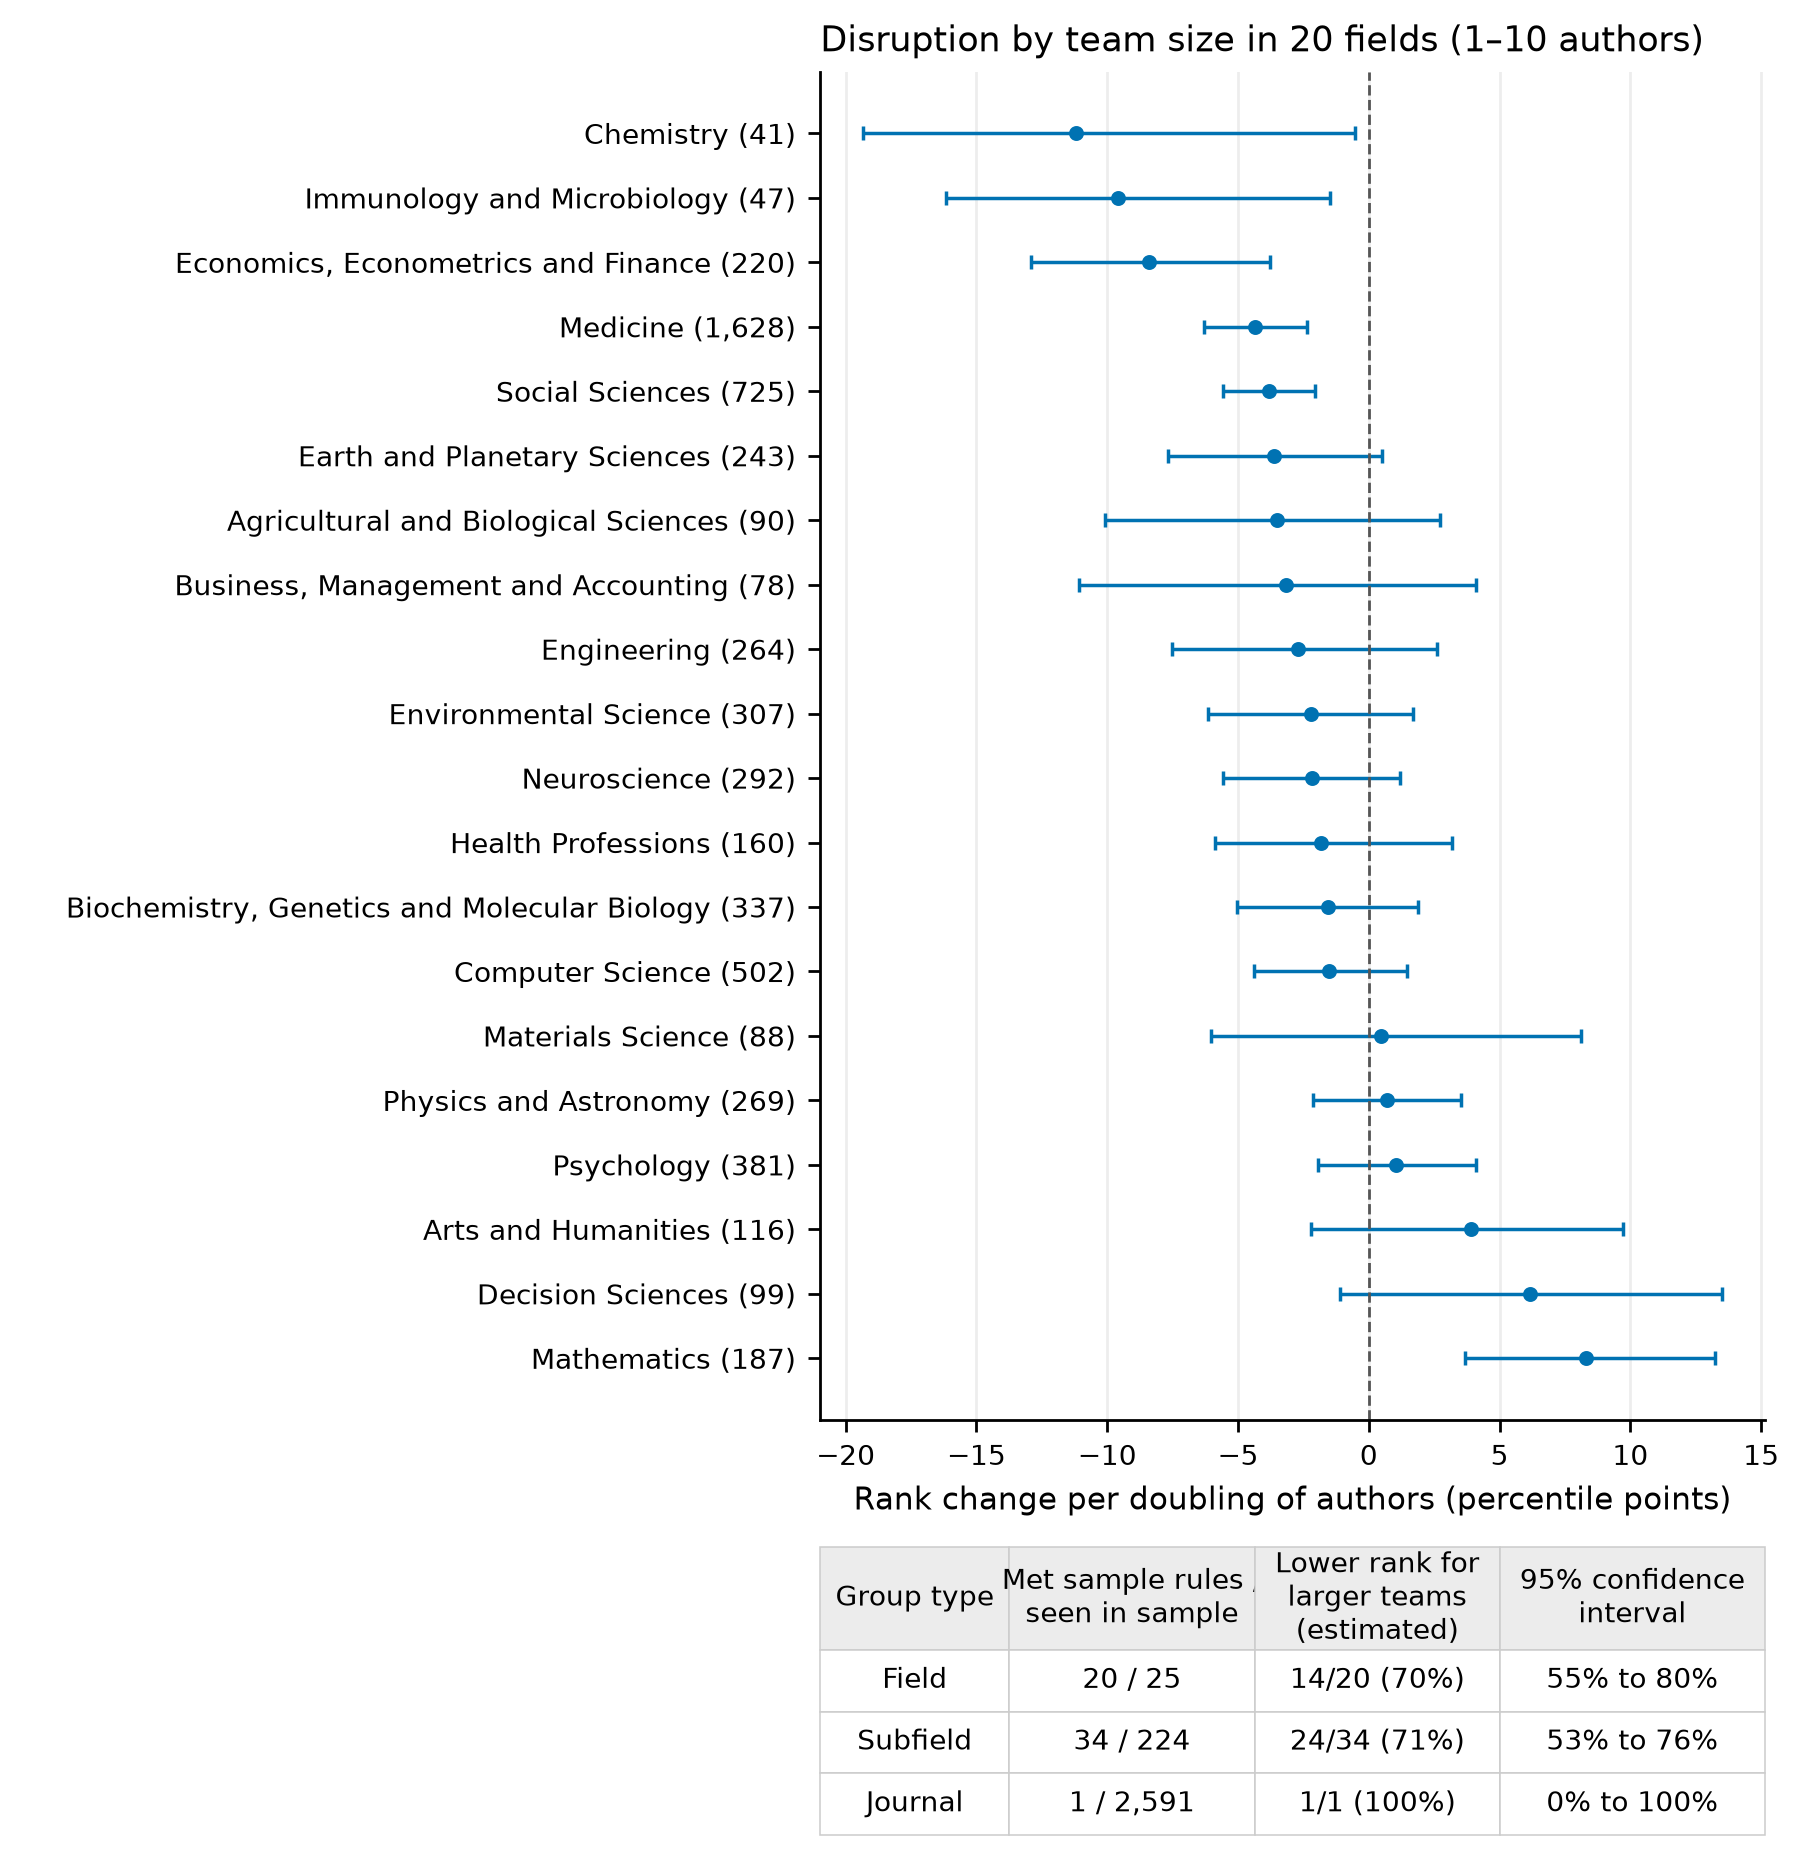 Disruption by team size in 20 fields (1–10 authors)
Chemistry (41)
Immunology and Microbiology (47)
Economics, Econometrics and Finance (220)
Medicine (1,628)
Social Sciences (725)
Earth and Planetary Sciences (243)
Agricultural and Biological Sciences (90)
Business, Management and Accounting (78)
Engineering (264)
Environmental Science (307)
Neuroscience (292)
Health Professions (160)
Biochemistry, Genetics and Molecular Biology (337)
Computer Science (502)
Materials Science (88)
Physics and Astronomy (269)
Psychology (381)
Arts and Humanities (116)
Decision Sciences (99)
Mathematics (187)
−20 −15 −10 −5 0 5 10 15
Rank change per doubling of authors (percentile points)
Group type
Met sample rules /
seen in sample
Lower rank for
larger teams
(estimated)
95% confidence
interval
Field 20 / 25 14/20 (70%) 55% to 80%
Subfield 34 / 224 24/34 (71%) 53% to 76%
Journal 1 / 2,591 1/1 (100%) 0% to 100%